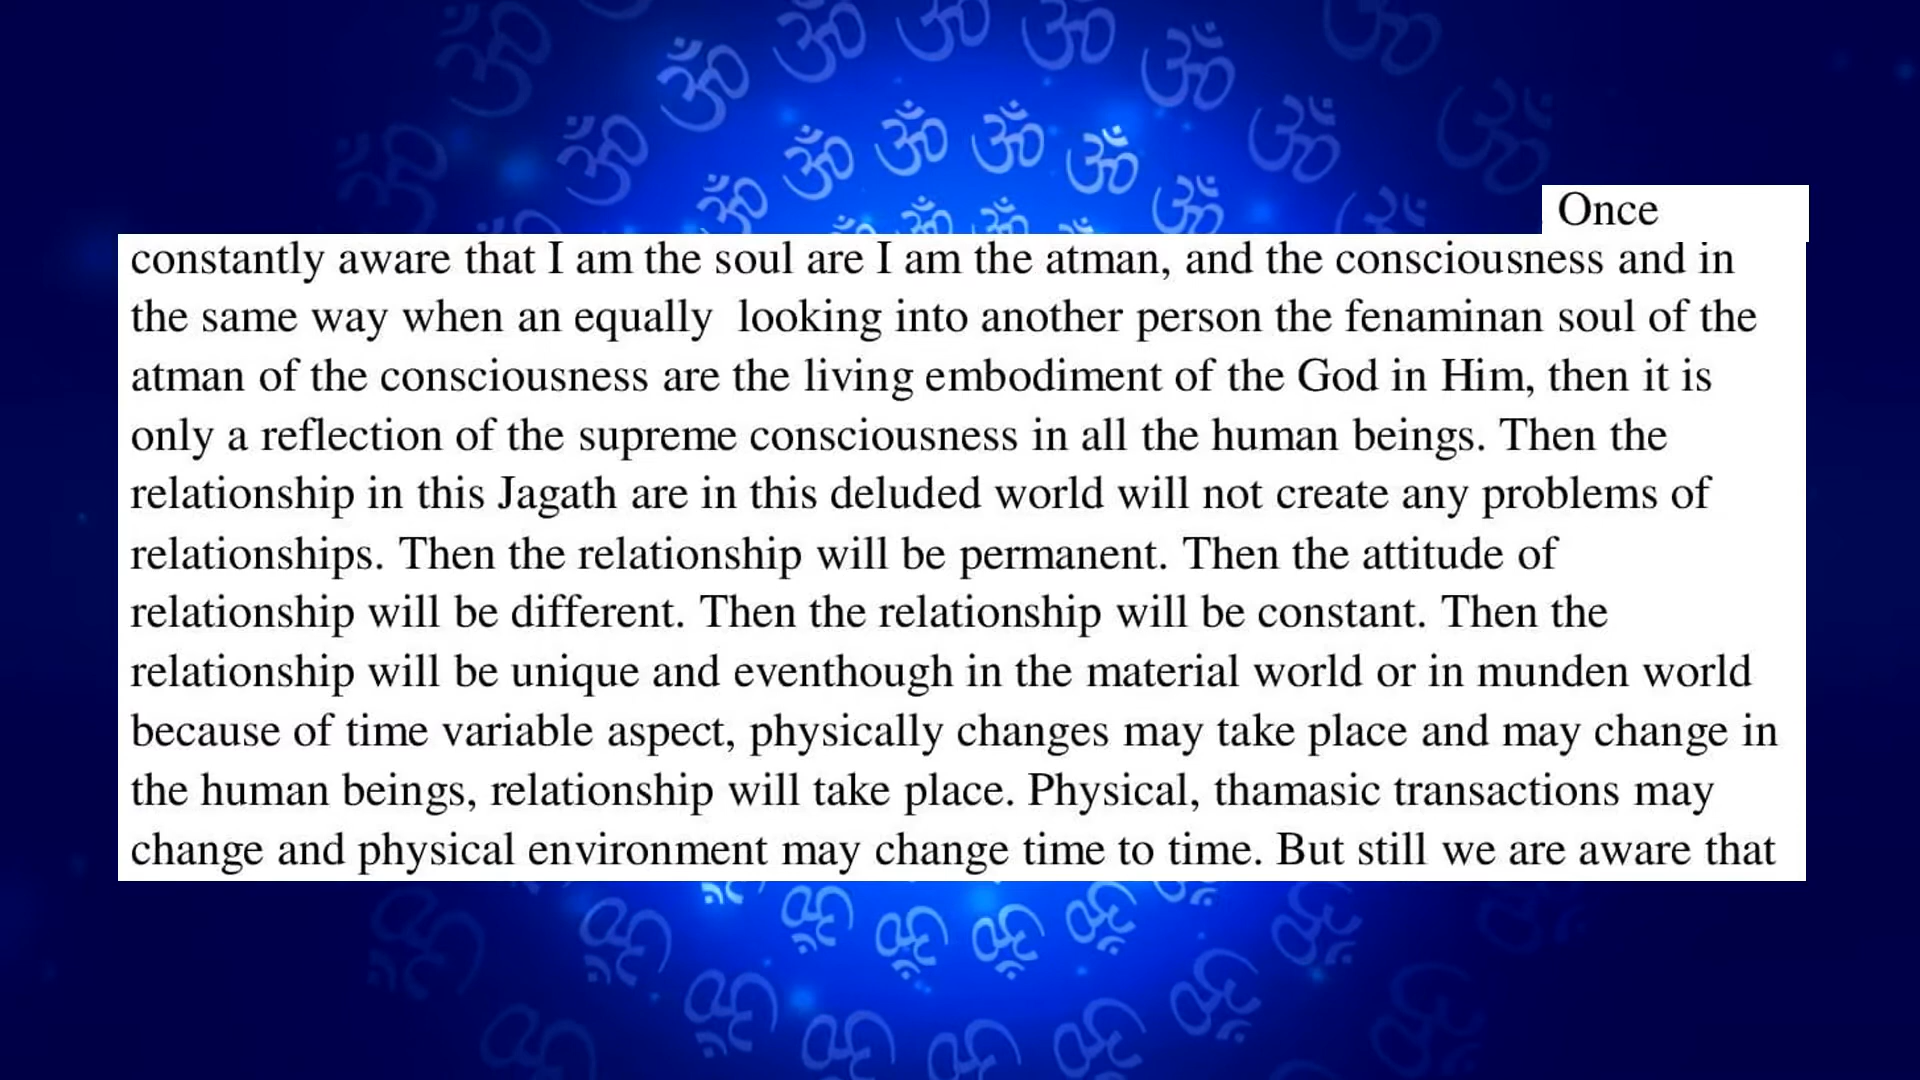 Once
constantly aware that I am the soul are I am the atman, and the consciousness and in
the same way when an equally  looking into another person the fenaminan soul of the
atman of the consciousness are the living embodiment of the God in Him, then it is
only a reflection of the supreme consciousness in all the human beings. Then the
relationship in this Jagath are in this deluded world will not create any problems of
relationships. Then the relationship will be permanent. Then the attitude of
relationship will be different. Then the relationship will be constant. Then the
relationship will be unique and eventhough in the material world or in munden world
because of time variable aspect, physically changes may take place and may change in
the human beings, relationship will take place. Physical, thamasic transactions may
change and physical environment may change time to time. But still we are aware that